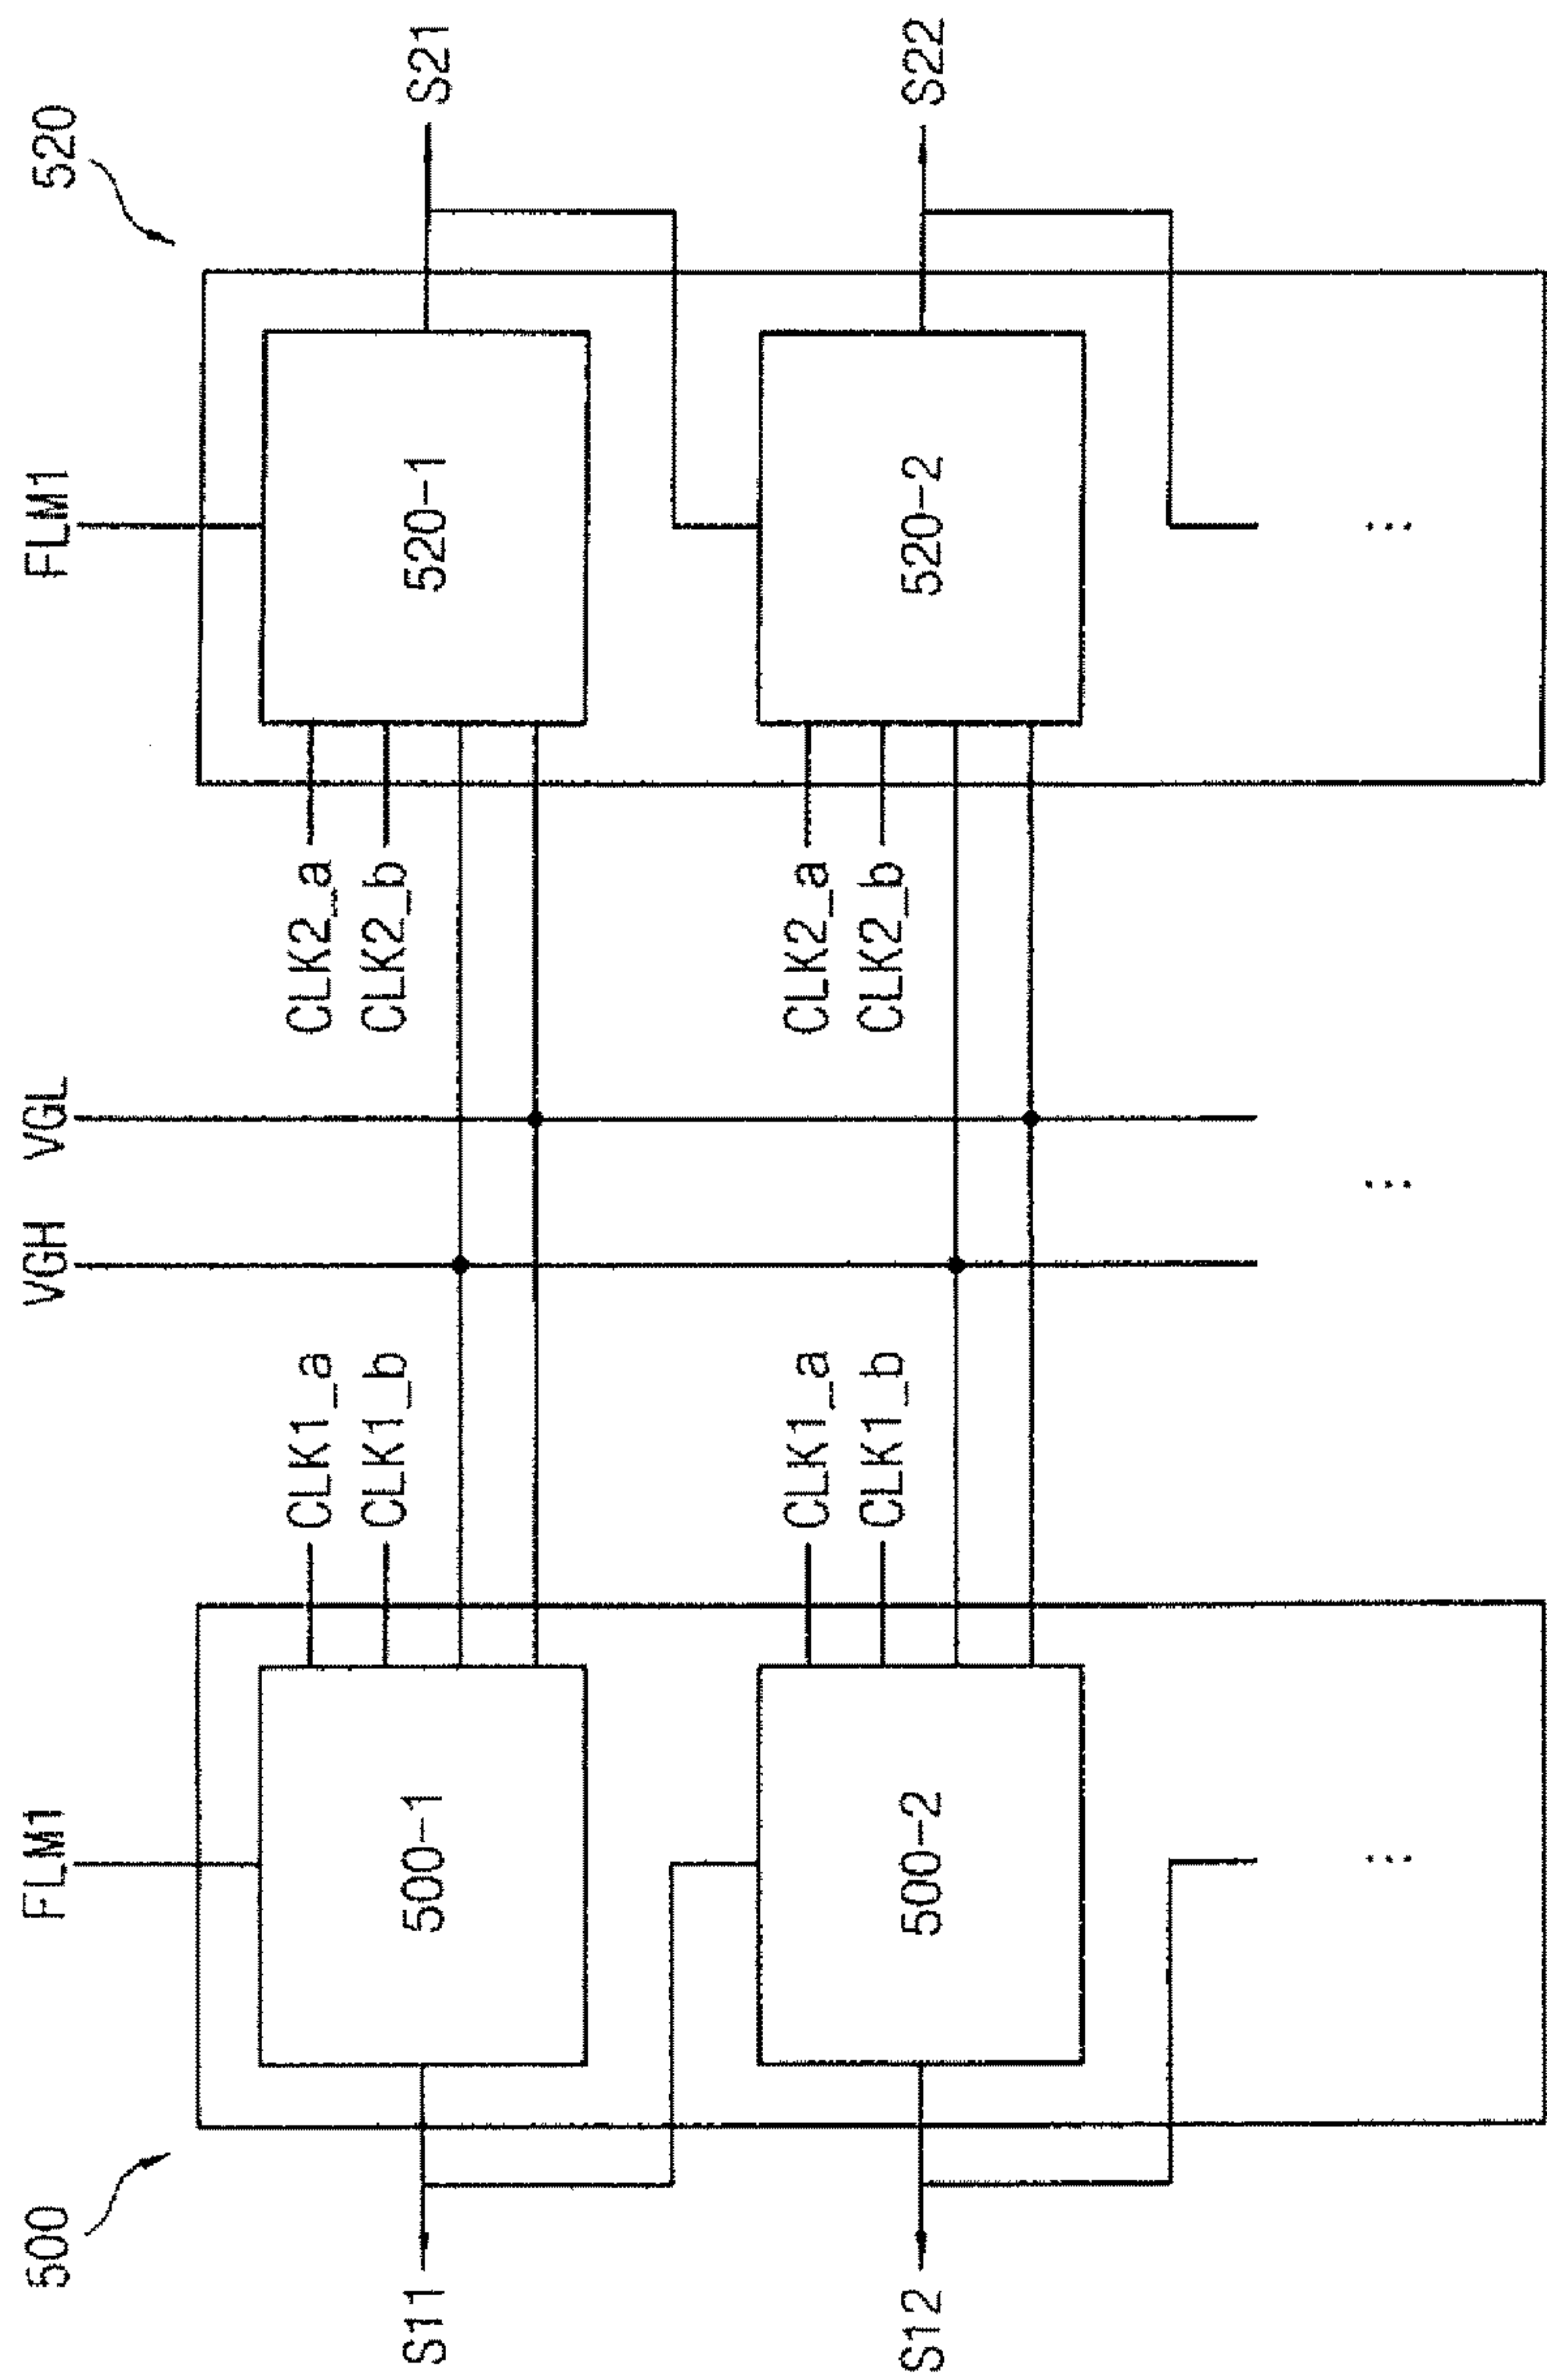 500
520
FLM1
VGH
VGL
FLM1
CLK1_a
CLK2_a
CLK1_b
CLK2_b
S11
500-1
520-1
S21
CLK1_a
CLK2_a
CLK1_b
CLK2_b
S12
500-2
520-2
S22
...
...
...